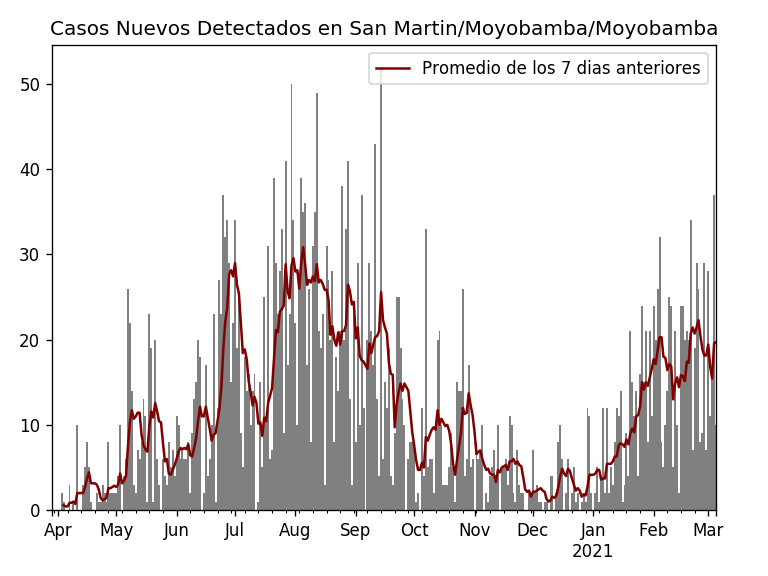 Casos Nuevos Detectados en San Martin/Moyobamba/Moyobamba
Promedio de los 7 dias anteriores
50
40
30
20
10
0
Apr May Jun Jul Aug Sep Oct Nov Dec Jan Feb Mar
2021